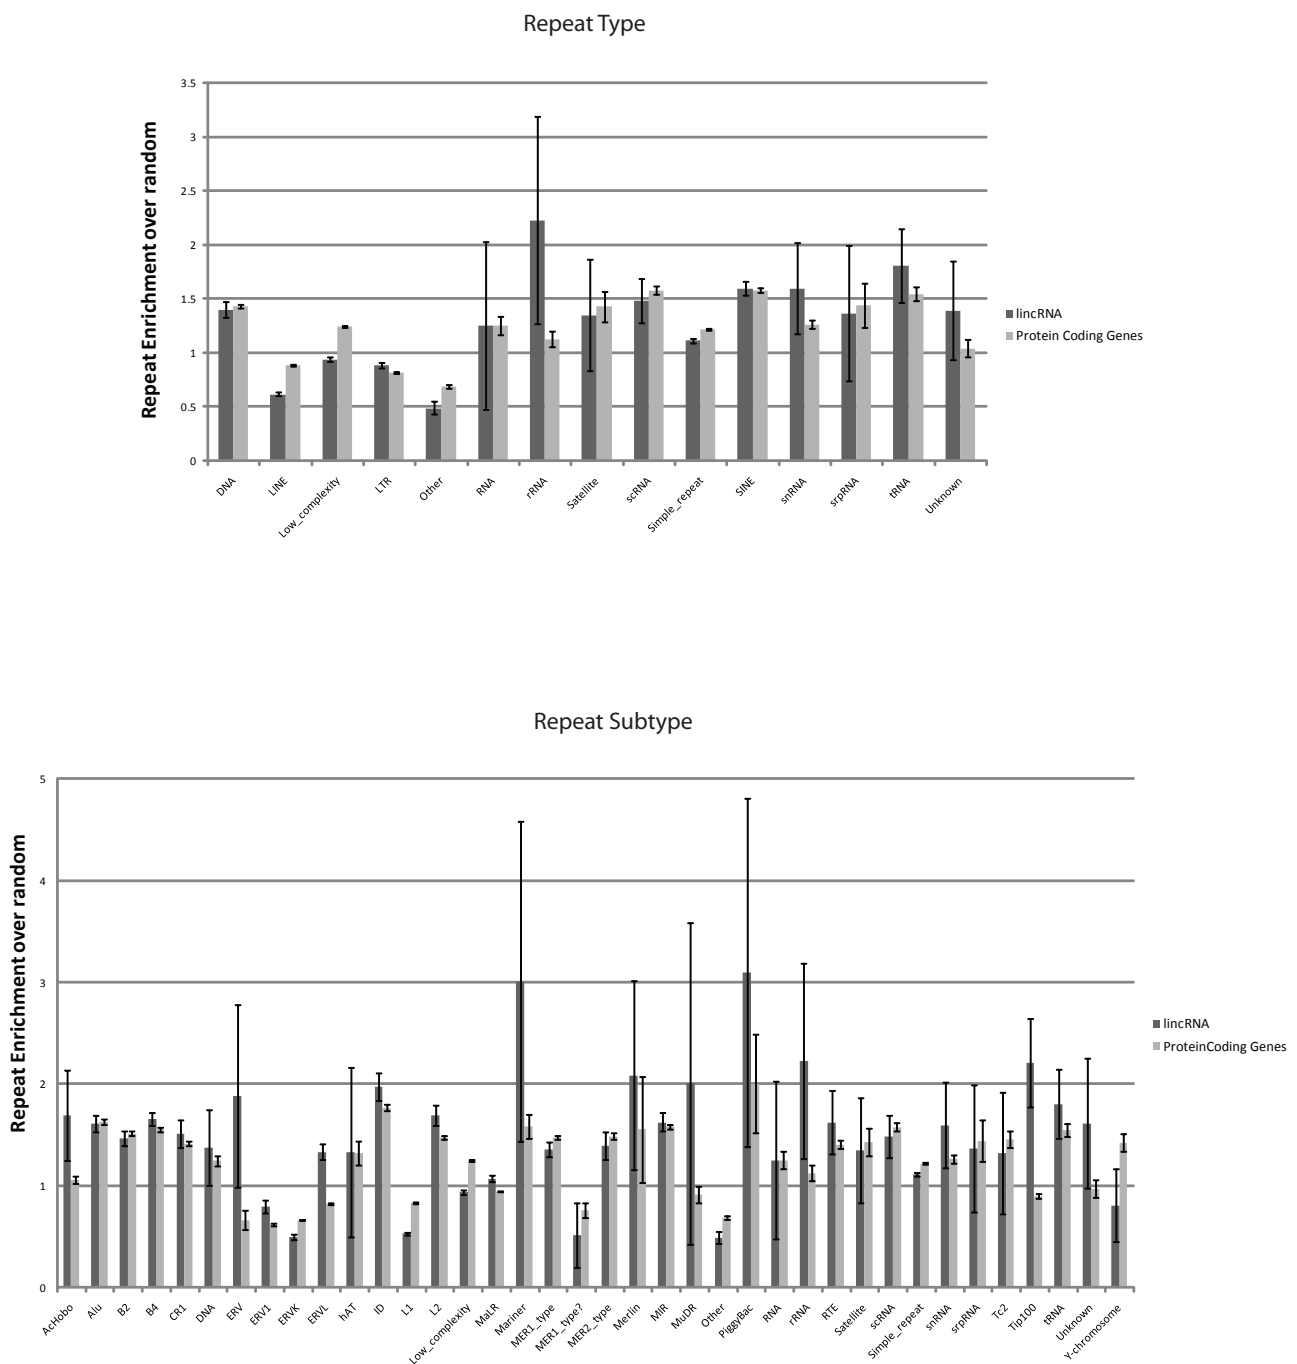 Repeat Type
Repeat Enrichment over random
3.5
3
2.5
2
1.5
1
0.5
0
DNA
LINE
Low_complexity
LTR
Other
RNA
rRNA
Satellite
scRNA
Simple_repeat
SINE
snRNA
srpRNA
tRNA
Unknown
lincRNA
Protein Coding Genes
Repeat Subtype
Repeat Enrichment over random
5
4
3
2
1
0
AcHobo
Alu
B2
B4
CR1
DNA
ERV
ERV1
ERVK
ERVL
hAT
ID
L1
L2
Low_complexity
MaLR
Mariner
MER1_type
MER1_type?
MER2_type
Merlin
MIR
MuDR
Other
PiggyBac
RNA
rRNA
RTE
Satellite
scRNA
Simple_repeat
snRNA
srpRNA
Tc2
Tip100
tRNA
Unknown
Y-chromosome
lincRNA
ProteinCoding Genes